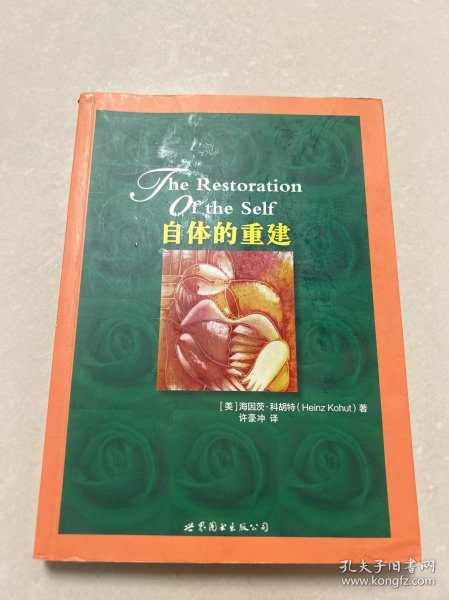 The Restoration
Of the Self
自体的重建
[美]海因茨·科胡特(Heinz Kohut)著
许豪冲 译
世界图书出版公司
孔夫子旧书网
www.kongfz.com